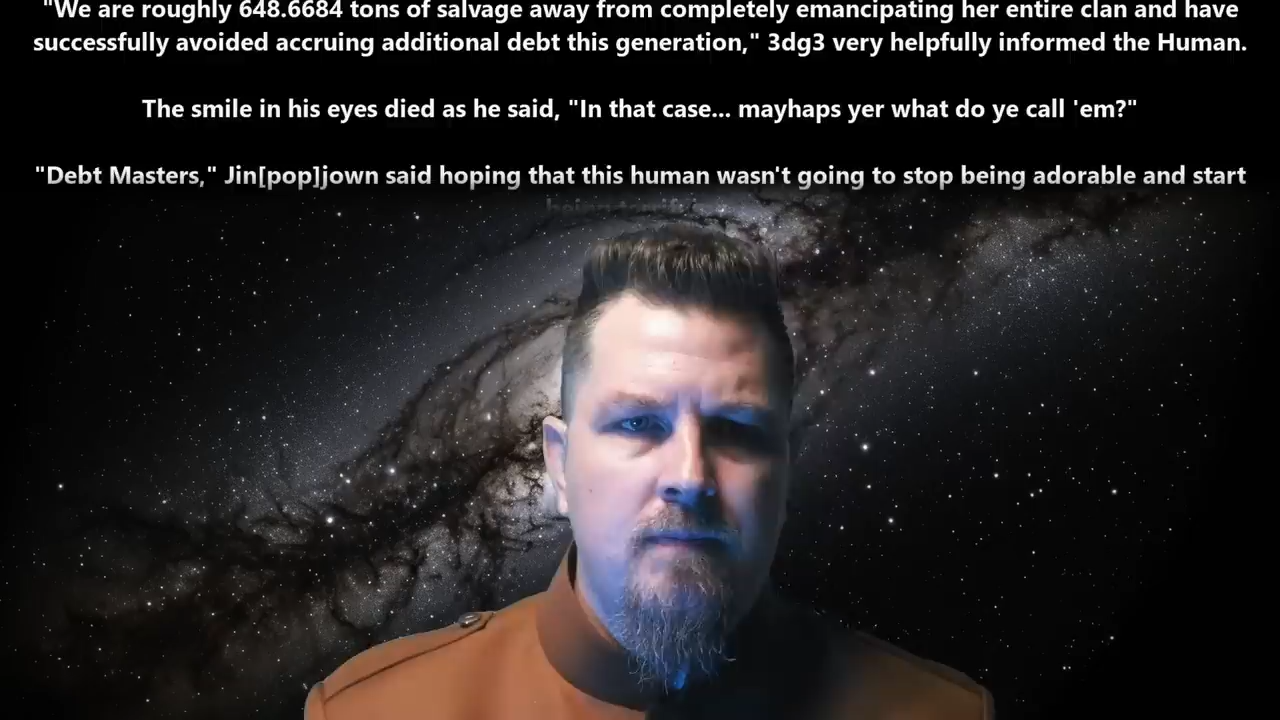 "We are roughly 648.6684 tons of salvage away from completely emancipating her entire clan and have
successfully avoided accruing additional debt this generation," 3dg3 very helpfully informed the Human.
The smile in his eyes died as he said, "In that case... mayhaps yer what do ye call 'em?"
"Debt Masters," Jin[pop]jown said hoping that this human wasn't going to stop being adorable and start